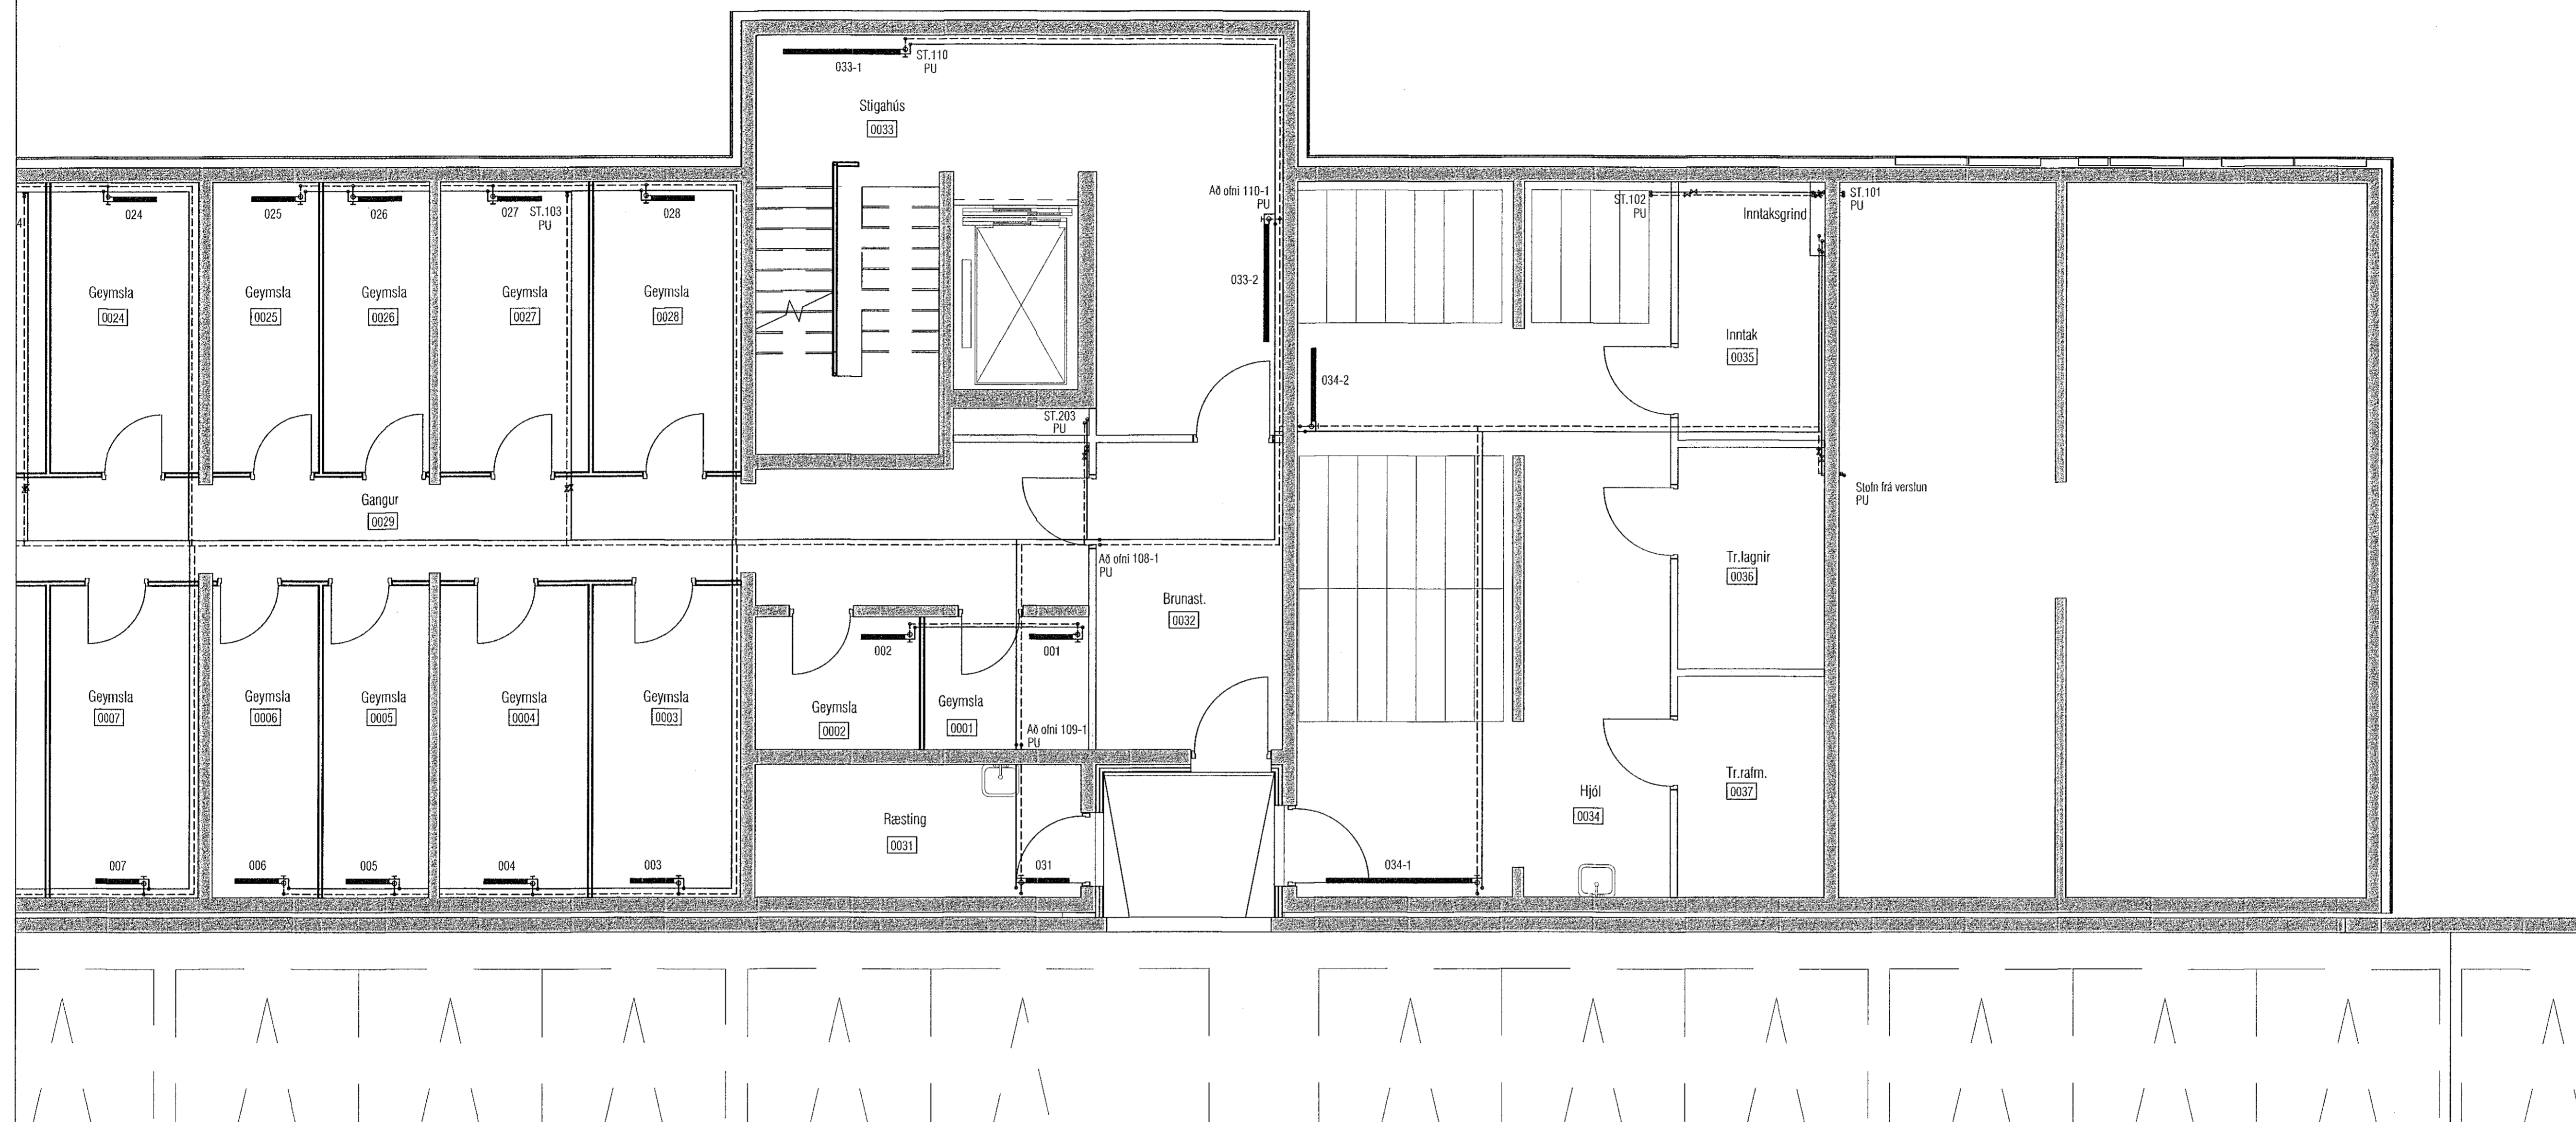 033-1
ST.110
PU
Stigahús
0033
Að ofni 110-1
PU
033-2
024
025
026
027
ST.103
PU
028
4
Geymsla
0024
Geymsla
0025
Geymsla
0026
Geymsla
0027
Geymsla
0028
ST.102
PU
Inntaksgrind
ST.101
PU
Inntak
0035
034-2
ST.203
PU
Gangur
0029
Stofn frá verslun
PU
Að ofni 108-1
PU
Tr.lagnir
0036
Brunast.
0032
002
001
Geymsla
0007
Geymsla
0006
Geymsla
0005
Geymsla
0004
Geymsla
0003
Geymsla
0002
Geymsla
0001
Að ofni 109-1
PU
Tr.rafm.
0037
Hjól
0034
Ræsting
0031
007
006
005
004
003
031
034-1